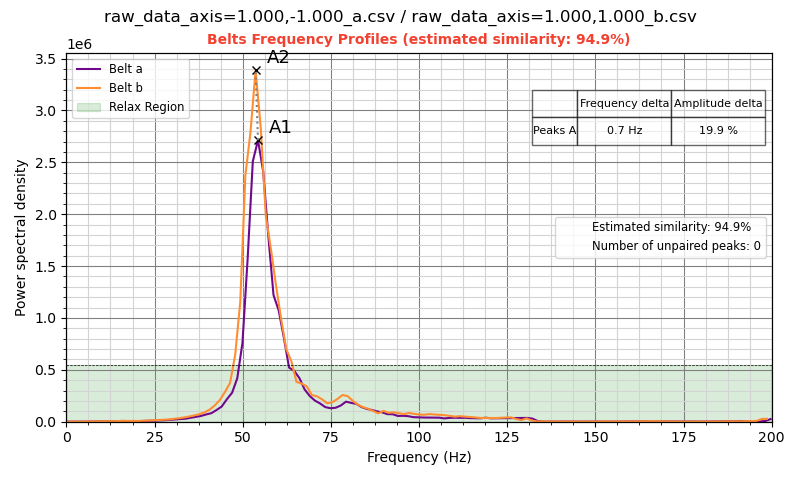 raw_data_axis=1.000,-1.000_a.csv / raw_data_axis=1.000,1.000_b.csv
Belts Frequency Profiles (estimated similarity: 94.9%)
1e6
Belt a
Belt b
Relax Region
A2
A1
Frequency delta Amplitude delta
Peaks A 0.7 Hz 19.9 %
Estimated similarity: 94.9%
Number of unpaired peaks: 0
Power spectral density
3.5
3.0
2.5
2.0
1.5
1.0
0.5
0.0
0 25 50 75 100 125 150 175 200
Frequency (Hz)